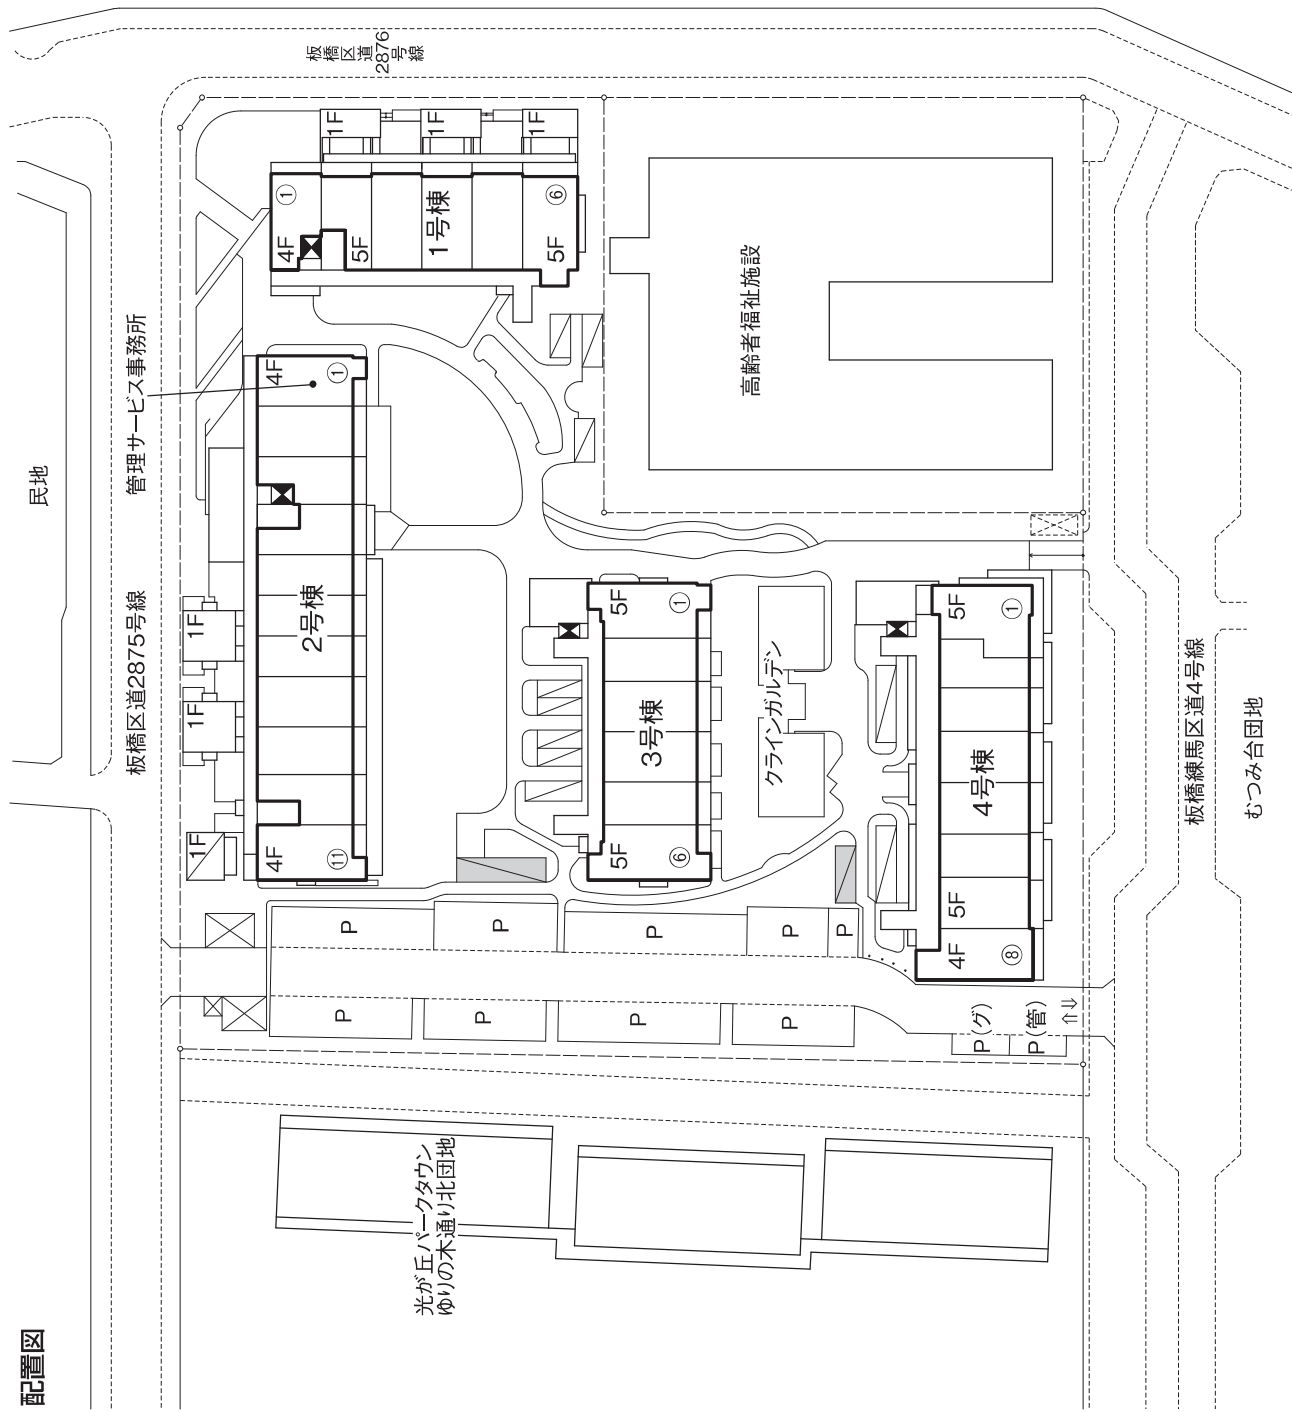 配置図
民地
板橋区道2875号線
管理サービス事務所
板橋区道
2876
号線
1F
1F
1F
4F
①
5F
1号棟
5F
⑥
4F
①
2号棟
4F
⑪
1F
1F
1F
5F
①
3号棟
5F
⑥
クラインガルデン
5F
①
4号棟
5F
4F
⑧
高齢者福祉施設
P
P
P
P
P
P
P
P
P
P(グ)
P(管)
光が丘パークタウン
ゆりの木通り北団地
板橋練馬区道4号線
むつみ台団地